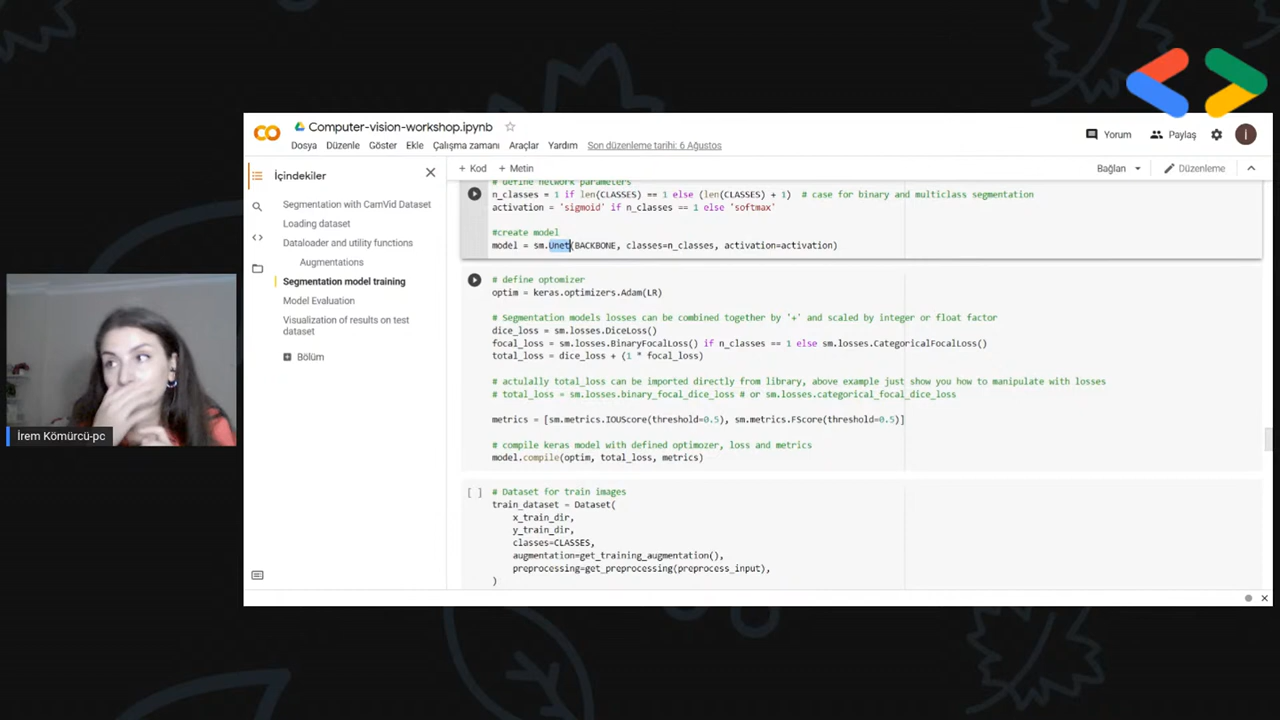 Computer-vision-workshop.ipynb
Dosya Düzenle Göster Ekle Çalışma zamanı Araçlar Yardım Son düzenleme tarihi: 6 Ağustos
Yorum Paylaş
i
İçindekiler
Segmentation with CamVid Dataset
Loading dataset
Dataloader and utility functions
Augmentations
Segmentation model training
Model Evaluation
Visualization of results on test
dataset
Bölüm
+ Kod + Metin
Bağlan Düzenleme
# define network parameters
n_classes = 1 if len(CLASSES) == 1 else (len(CLASSES) + 1) # case for binary and multiclass segmentation
activation = 'sigmoid' if n_classes == 1 else 'softmax'
#create model
model = sm.Unet(BACKBONE, classes=n_classes, activation=activation)
# define optomizer
optim = keras.optimizers.Adam(LR)
# Segmentation models losses can be combined together by '+' and scaled by integer or float factor
dice_loss = sm.losses.DiceLoss()
focal_loss = sm.losses.BinaryFocalLoss() if n_classes == 1 else sm.losses.CategoricalFocalLoss()
total_loss = dice_loss + (1 * focal_loss)
# actulally total_loss can be imported directly from library, above example just show you how to manipulate with losses
# total_loss = sm.losses.binary_focal_dice_loss # or sm.losses.categorical_focal_dice_loss
metrics = [sm.metrics.IOUScore(threshold=0.5), sm.metrics.FScore(threshold=0.5)]
# compile keras model with defined optimozer, loss and metrics
model.compile(optim, total_loss, metrics)
[ ] # Dataset for train images
train_dataset = Dataset(
x_train_dir,
y_train_dir,
classes=CLASSES,
augmentation=get_training_augmentation(),
preprocessing=get_preprocessing(preprocess_input),
)
İrem Kömürcü-pc